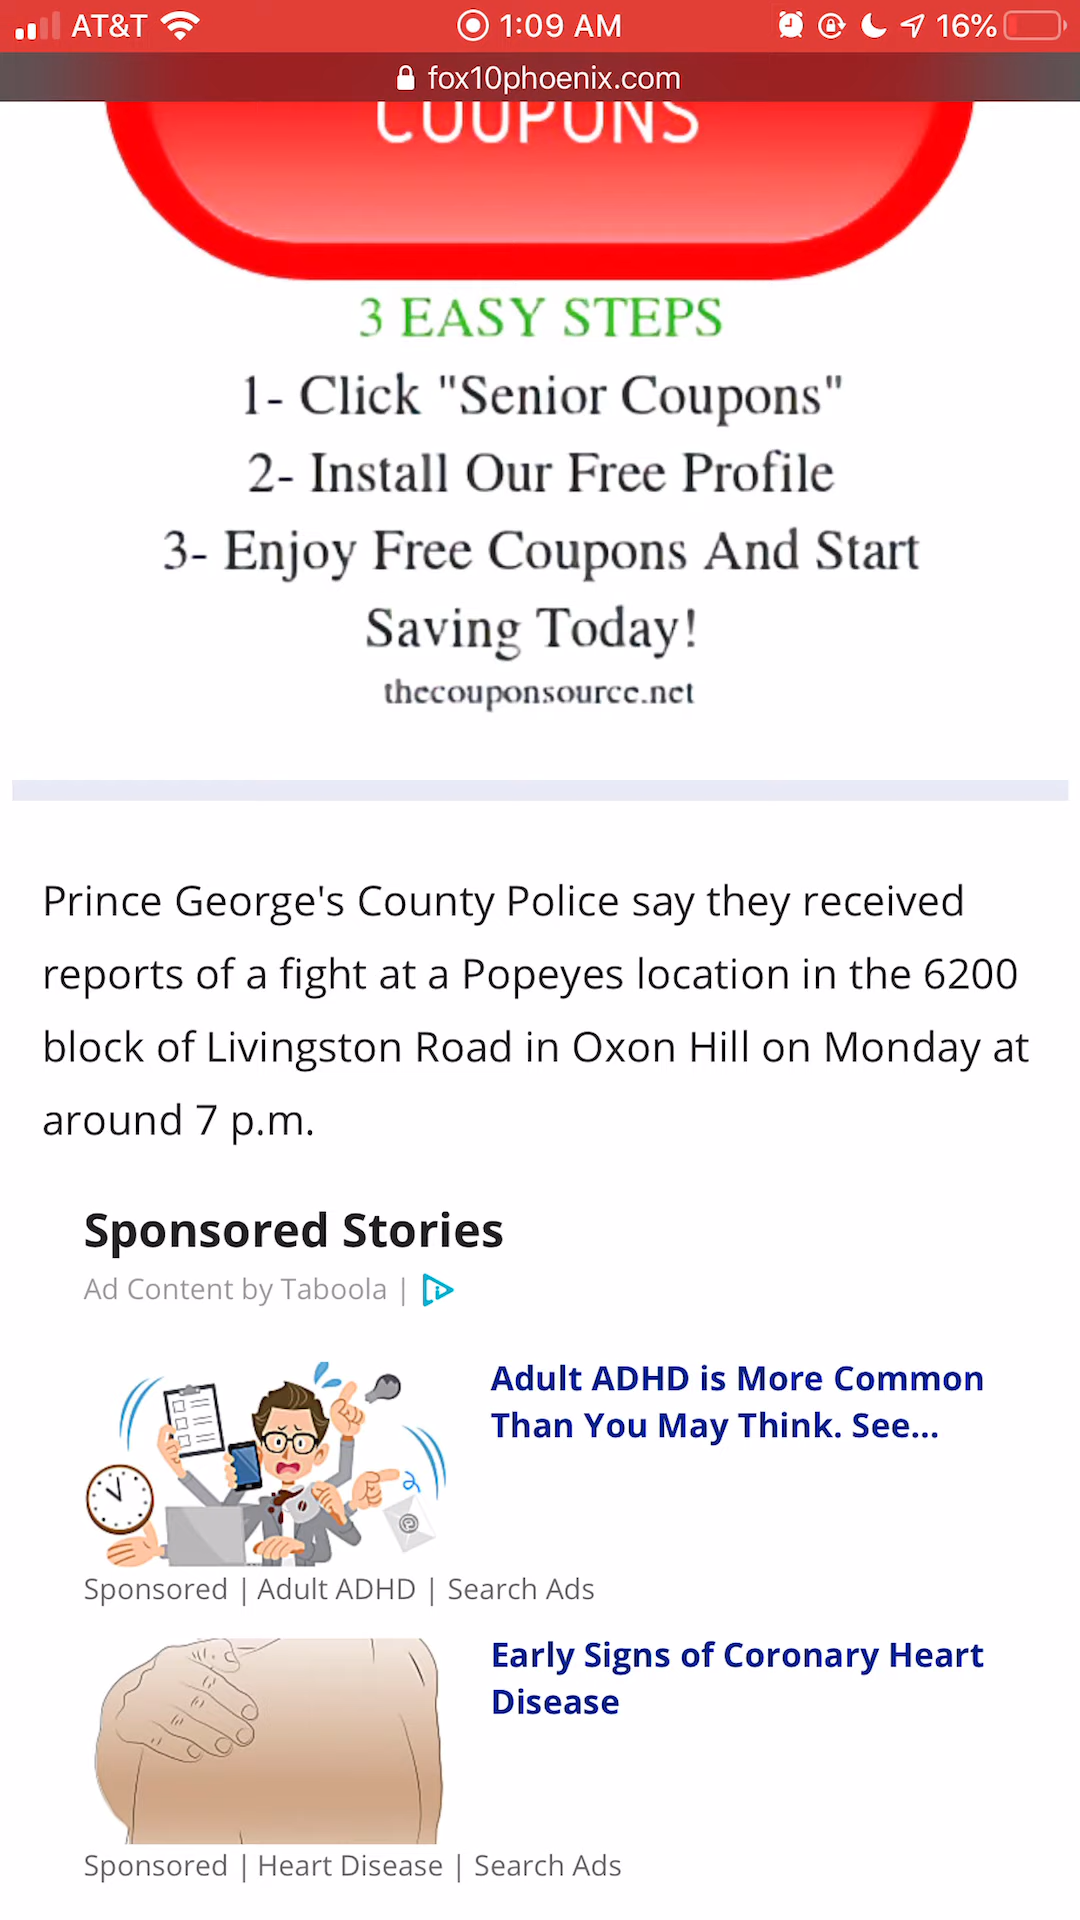 AT&T 1:09 AM 16%
fox10phoenix.com
COUPONS
3 EASY STEPS
1- Click "Senior Coupons"
2- Install Our Free Profile
3- Enjoy Free Coupons And Start
Saving Today!
thecouponsource.net
Prince George's County Police say they received
reports of a fight at a Popeyes location in the 6200
block of Livingston Road in Oxon Hill on Monday at
around 7 p.m.
Sponsored Stories
Ad Content by Taboola |
Adult ADHD is More Common
Than You May Think. See...
Sponsored | Adult ADHD | Search Ads
Early Signs of Coronary Heart
Disease
Sponsored | Heart Disease | Search Ads